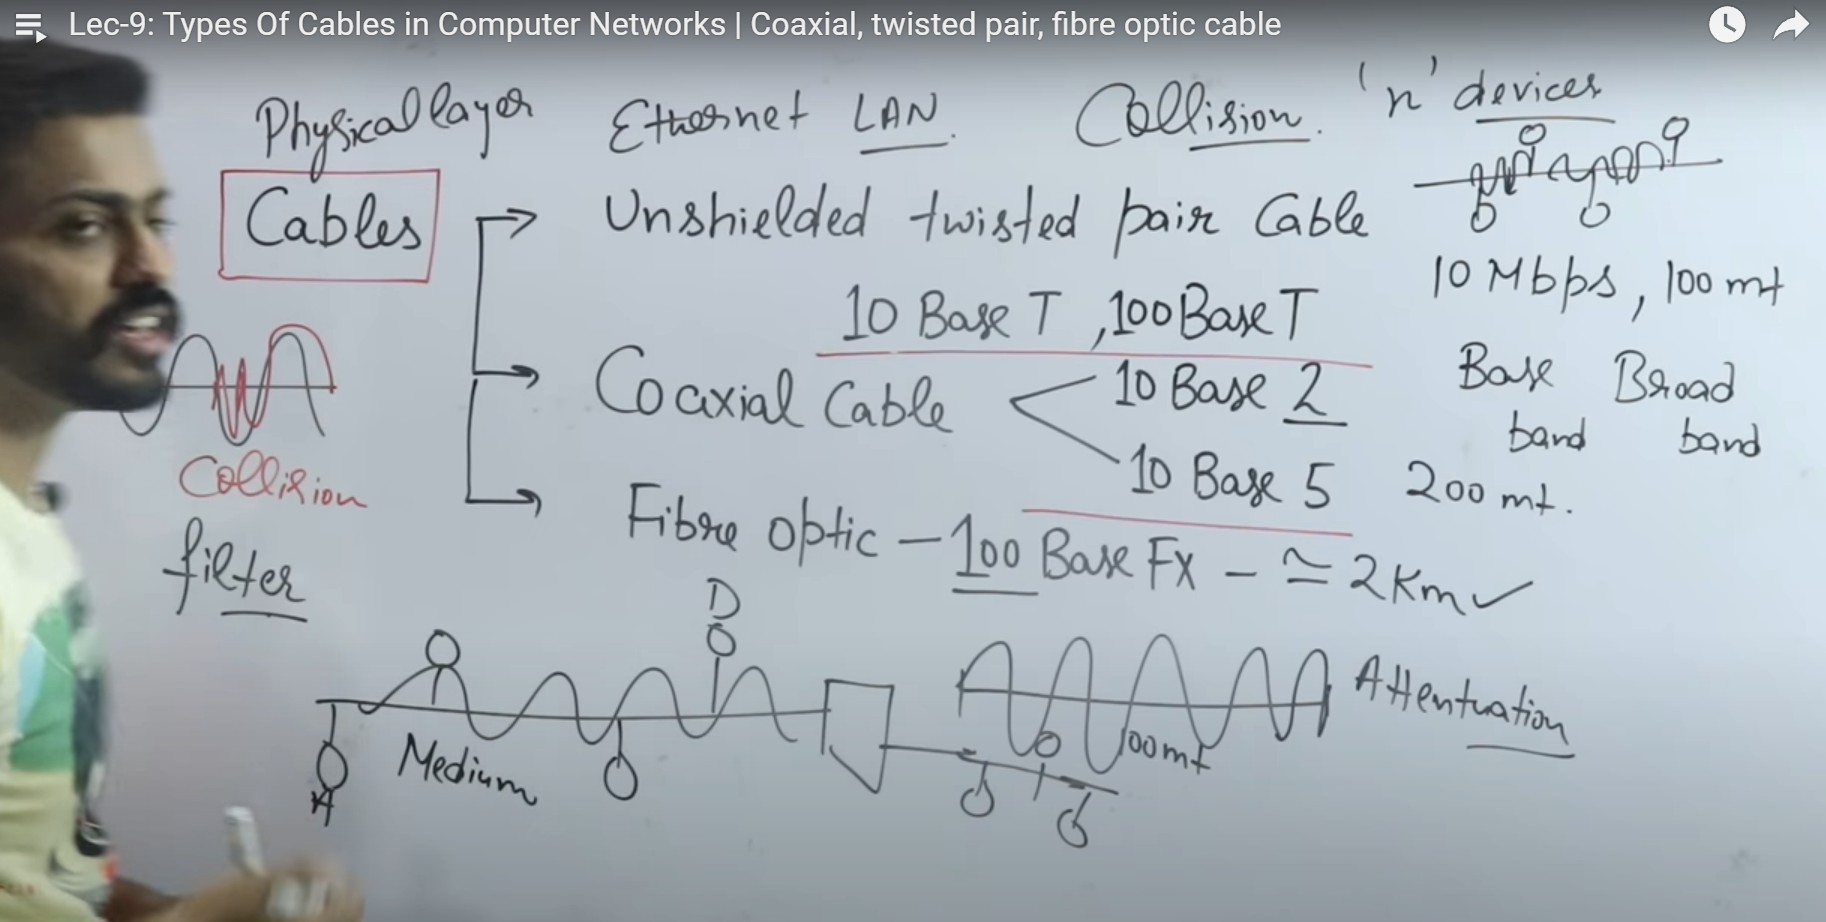 Lec-9: Types Of Cables in Computer Networks | Coaxial, twisted pair, fibre optic cable
Physical layer Ethernet LAN. Collision. 'n' devices
Cables
Unshielded twisted pair Cable
10 Base T, 100 Base T
10 Mbps, 100 mt
Coaxial Cable
10 Base 2
10 Base 5 200 mt.
Base band
Broad band
Collision
filter
Fibre optic - 100 Base FX - ≃ 2 Km ✓
D
A
Medium
100 mt
Attentuation